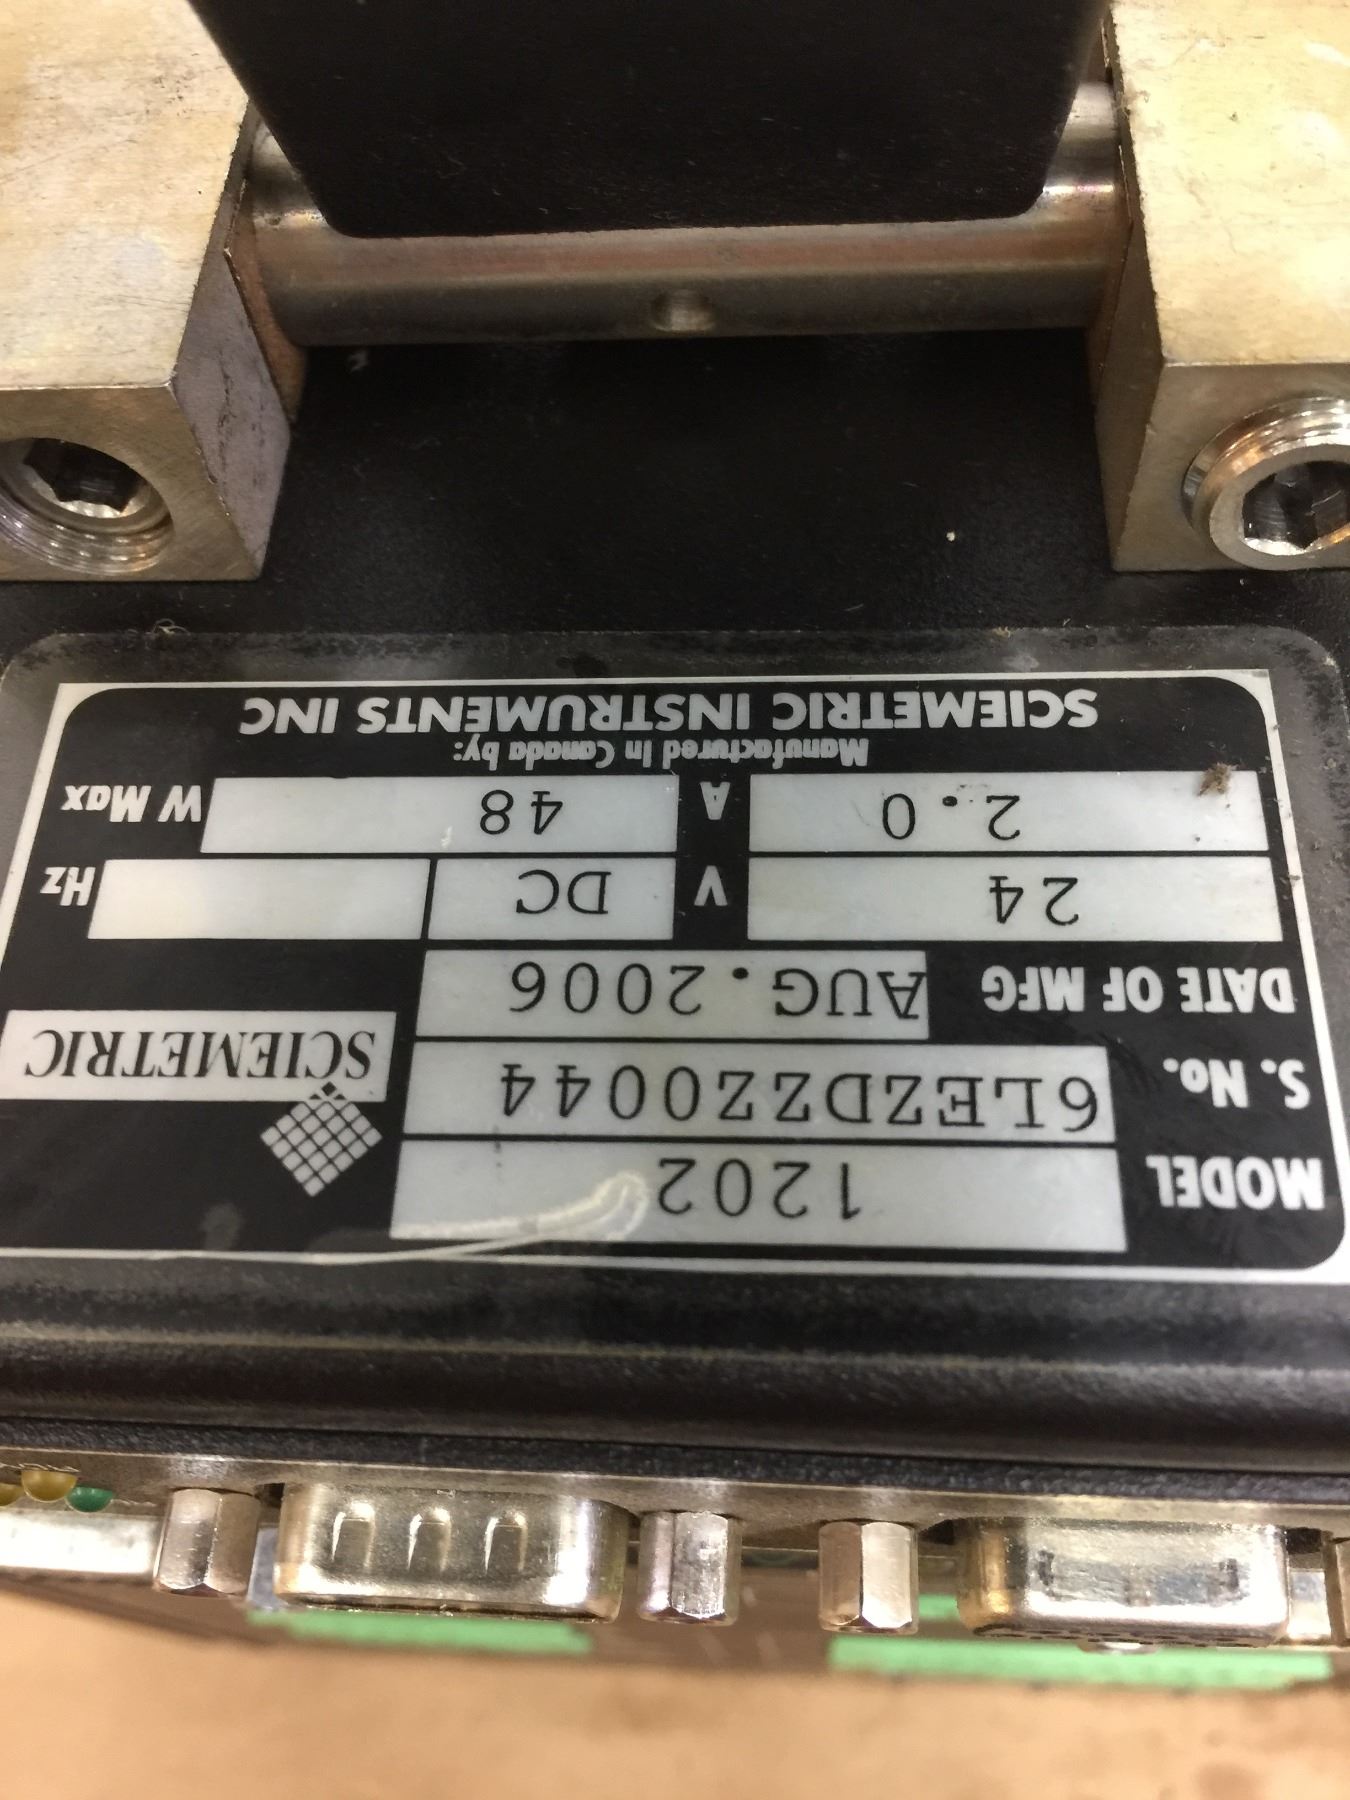 MODEL 1202
S. No. 6LEZDZZ0044
SCIEMETRIC
DATE OF MFG AUG.2006
24 V DC Hz
2.0 A 48 W Max
Manufactured In Canada by:
SCIEMETRIC INSTRUMENTS INC